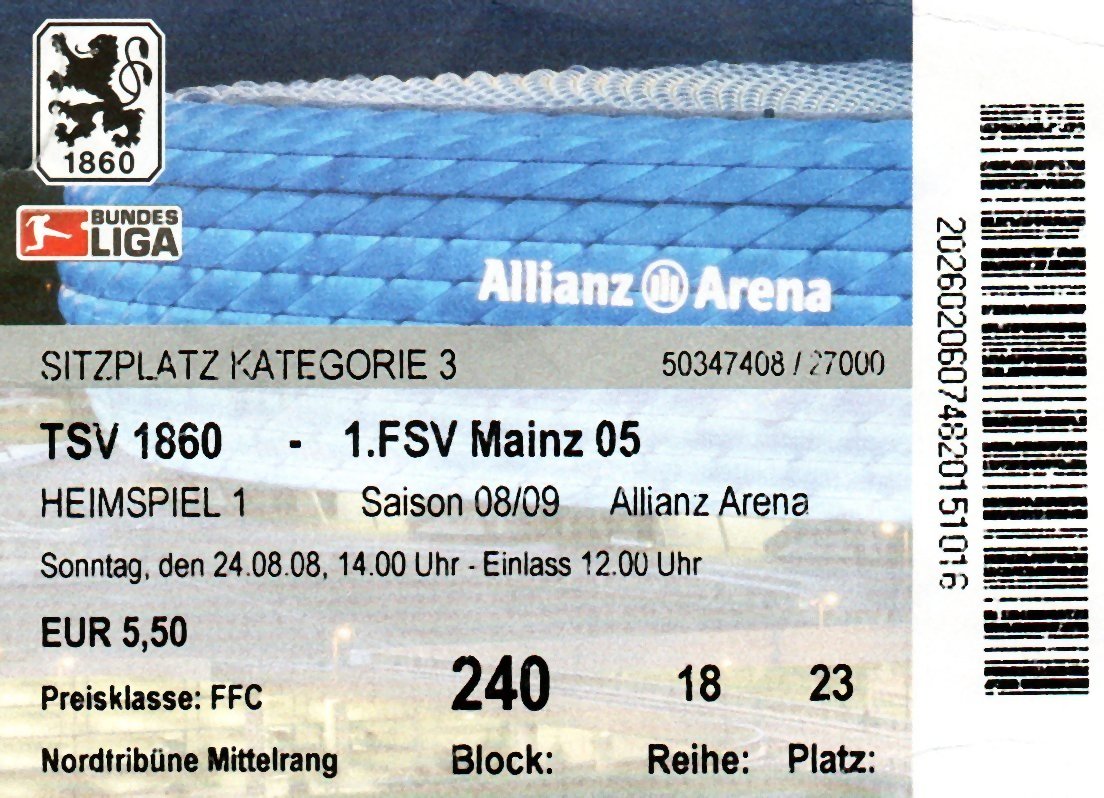 1860
BUNDES
LIGA
Allianz Arena
SITZPLATZ KATEGORIE 3 50347408 / 27000
TSV 1860 - 1.FSV Mainz 05
HEIMSPIEL 1 Saison 08/09 Allianz Arena
Sonntag, den 24.08.08, 14.00 Uhr - Einlass 12.00 Uhr
EUR 5,50
240 18 23
Preisklasse: FFC
Nordtribüne Mittelrang Block: Reihe: Platz:
20260206074820151016